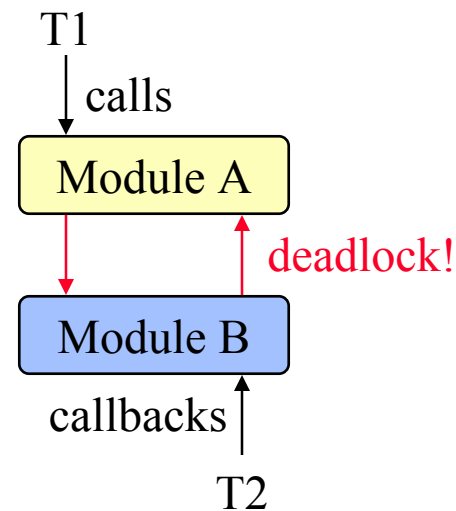 T1
calls
Module A
deadlock!
Module B
callbacks
T2